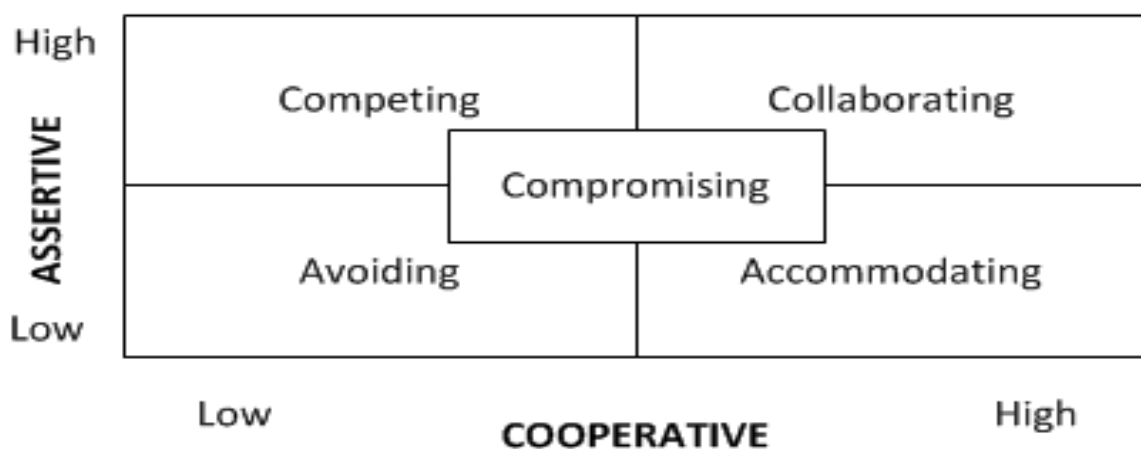 High
Competing
Collaborating
ASSERTIVE
Compromising
Avoiding
Accommodating
Low
Low
High
COOPERATIVE